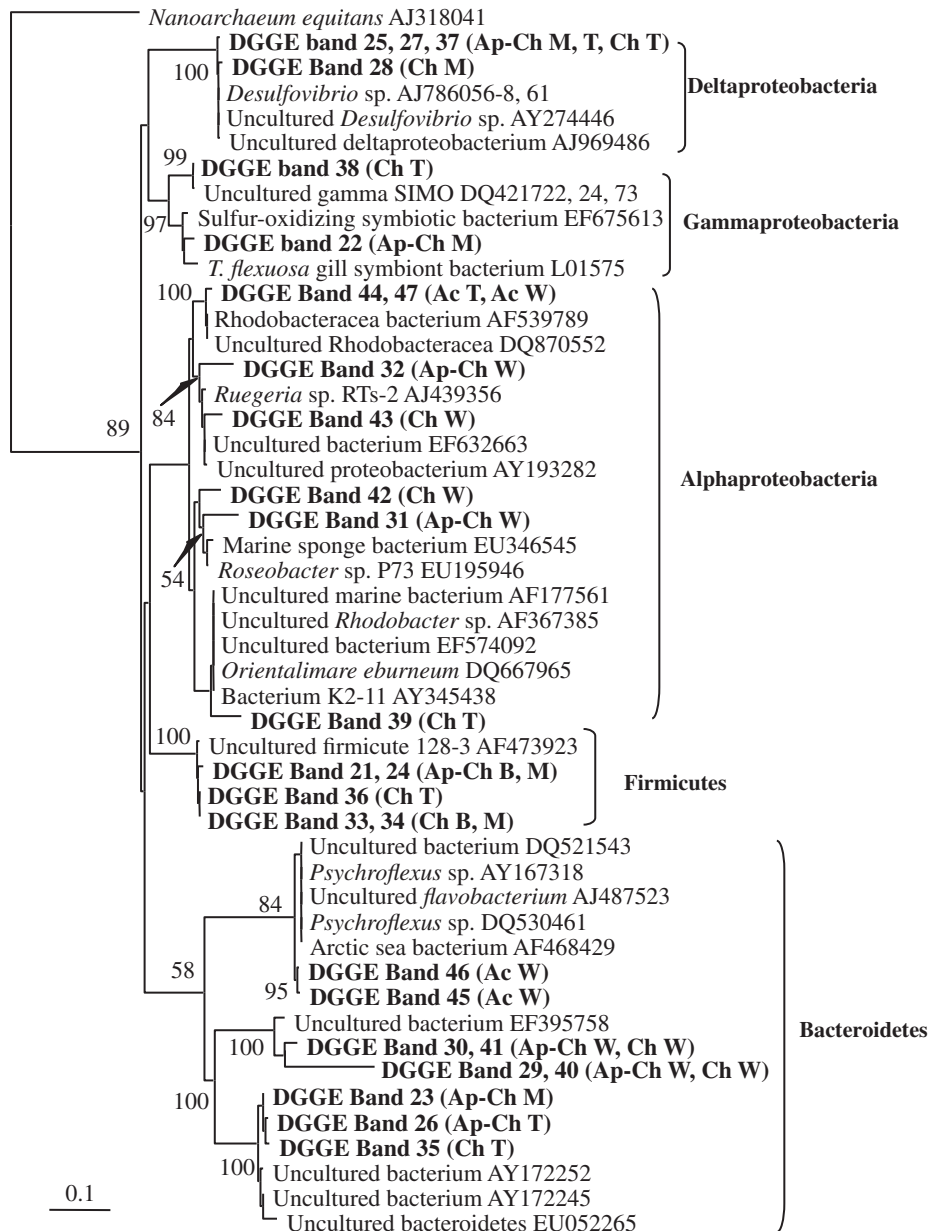 Nanoarchaeum equitans AJ318041
DGGE band 25, 27, 37 (Ap-Ch M, T, Ch T)
100
DGGE Band 28 (Ch M)
Desulfovibrio sp. AJ786056-8, 61
Deltaproteobacteria
Uncultured Desulfovibrio sp. AY274446
Uncultured deltaproteobacterium AJ969486
99
DGGE band 38 (Ch T)
Uncultured gamma SIMO DQ421722, 24, 73
97
Sulfur-oxidizing symbiotic bacterium EF675613
Gammaproteobacteria
DGGE band 22 (Ap-Ch M)
T. flexuosa gill symbiont bacterium L01575
100
DGGE Band 44, 47 (Ac T, Ac W)
Rhodobacteracea bacterium AF539789
Uncultured Rhodobacteracea DQ870552
DGGE Band 32 (Ap-Ch W)
Ruegeria sp. RTs-2 AJ439356
84
89
DGGE Band 43 (Ch W)
Uncultured bacterium EF632663
Uncultured proteobacterium AY193282
Alphaproteobacteria
DGGE Band 42 (Ch W)
DGGE Band 31 (Ap-Ch W)
Marine sponge bacterium EU346545
Roseobacter sp. P73 EU195946
54
Uncultured marine bacterium AF177561
Uncultured Rhodobacter sp. AF367385
Uncultured bacterium EF574092
Orientalimare eburneum DQ667965
Bacterium K2-11 AY345438
DGGE Band 39 (Ch T)
100
Uncultured firmicute 128-3 AF473923
DGGE Band 21, 24 (Ap-Ch B, M)
Firmicutes
DGGE Band 36 (Ch T)
DGGE Band 33, 34 (Ch B, M)
Uncultured bacterium DQ521543
Psychroflexus sp. AY167318
84
Uncultured flavobacterium AJ487523
Psychroflexus sp. DQ530461
Arctic sea bacterium AF468429
58
DGGE Band 46 (Ac W)
95
DGGE Band 45 (Ac W)
Uncultured bacterium EF395758
Bacteroidetes
100
DGGE Band 30, 41 (Ap-Ch W, Ch W)
DGGE Band 29, 40 (Ap-Ch W, Ch W)
100
DGGE Band 23 (Ap-Ch M)
DGGE Band 26 (Ap-Ch T)
DGGE Band 35 (Ch T)
100
Uncultured bacterium AY172252
0.1
Uncultured bacterium AY172245
Uncultured bacteroidetes EU052265